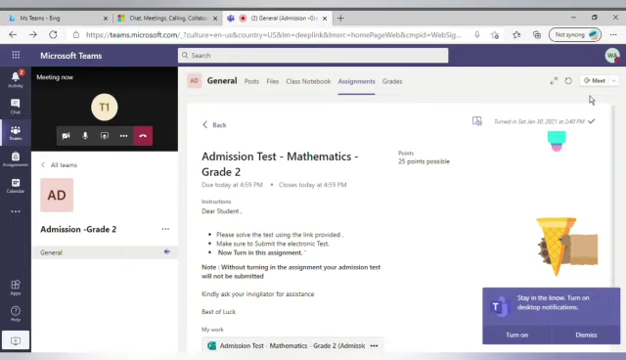 Ms Teams - Bing
Chat, Meetings, Calling, Collabo
(2) General (Admission -Grade
https://teams.microsoft.com/_?culture=en-us&country=US&lm=deeplink&lmsrc=homePageWeb&cmpid=WebSig...
Not syncing
Microsoft Teams
Search
WA
Activity
Chat
Teams
Assignments
Calendar
Apps
Help
Meeting now
T1
All teams
AD
Admission -Grade 2
General
AD
General
Posts
Files
Class Notebook
Assignments
Grades
Meet
Back
Turned in Sat Jan 30, 2021 at 2:40 PM
Admission Test - Mathematics -
Grade 2
Due today at 4:59 PM • Closes today at 4:59 PM
Points
25 points possible
Instructions
Dear Student ,
Please solve the test using the link provided .
Make sure to Submit the electronic Test.
Now Turn in this assignment.
Note : Without turning in the assignment your admission test
will not be submitted
Kindly ask your invigilator for assistance
Best of Luck
My work
Admission Test - Mathematics - Grade 2 (Admissic
Stay in the know. Turn on
desktop notifications.
Turn on
Dismiss